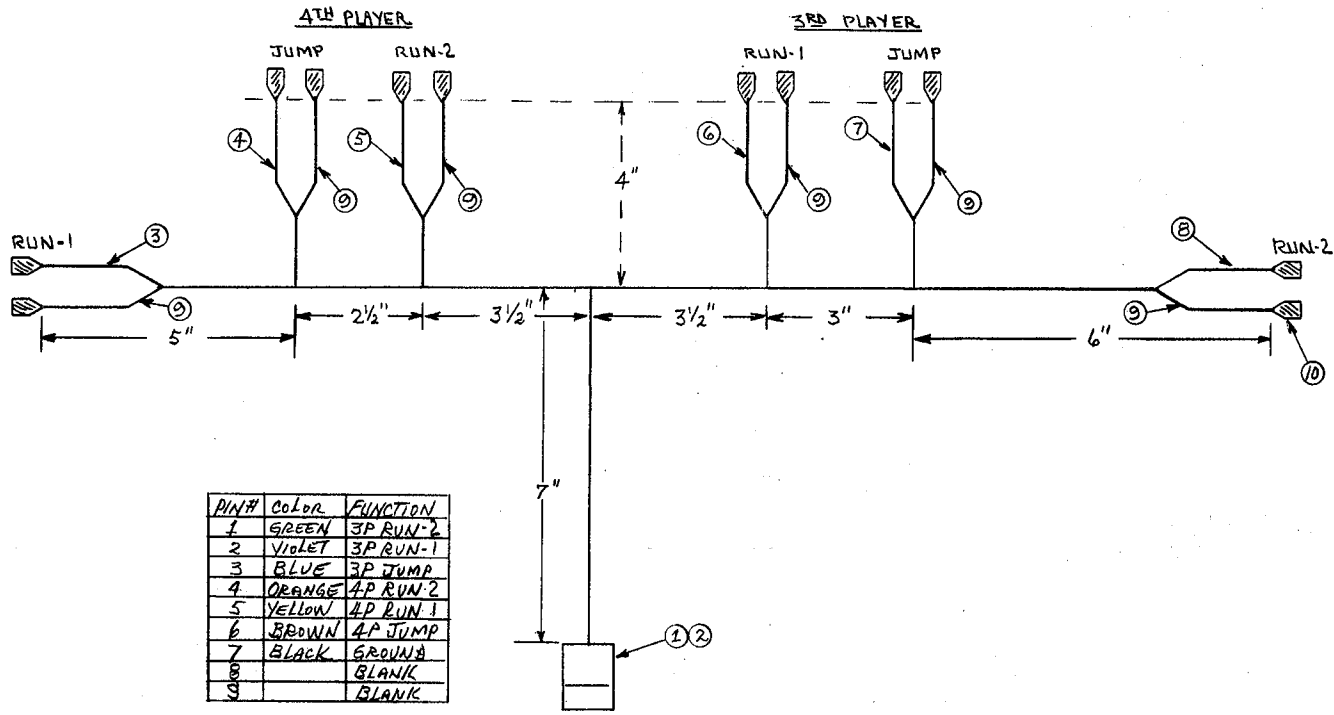 4TH PLAYER
3RD PLAYER
JUMP
RUN-2
RUN-1
JUMP
4
9
5
9
6
9
7
9
4"
RUN-1
3
9
8
RUN-2
9
10
5"
2½"
3½"
3½"
3"
6"
7"
1 2
PIN# COLOR FUNCTION
1 GREEN 3P RUN-2
2 VIOLET 3P RUN-1
3 BLUE 3P JUMP
4 ORANGE 4P RUN-2
5 YELLOW 4P RUN-1
6 BROWN 4P JUMP
7 BLACK GROUND
8 BLANK
9 BLANK